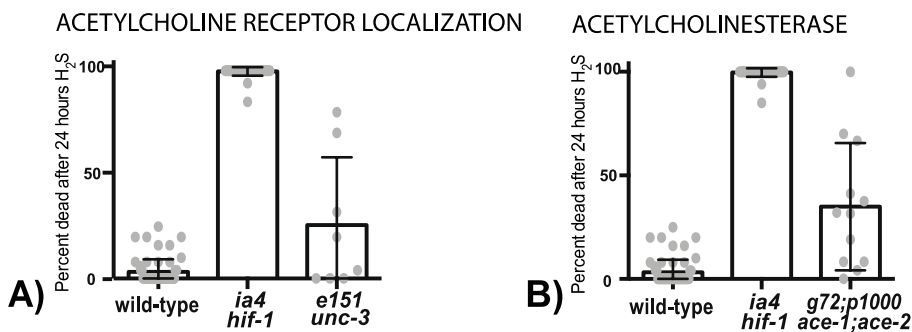 ACETYLCHOLINE RECEPTOR LOCALIZATION
Percent dead after 24 hours H2S
100
50
0
wild-type
ia4
hif-1
e151
unc-3
A)
ACETYLCHOLINESTERASE
Percent dead after 24 hours H2S
100
50
0
wild-type
ia4
hif-1
g72;p1000
ace-1;ace-2
B)